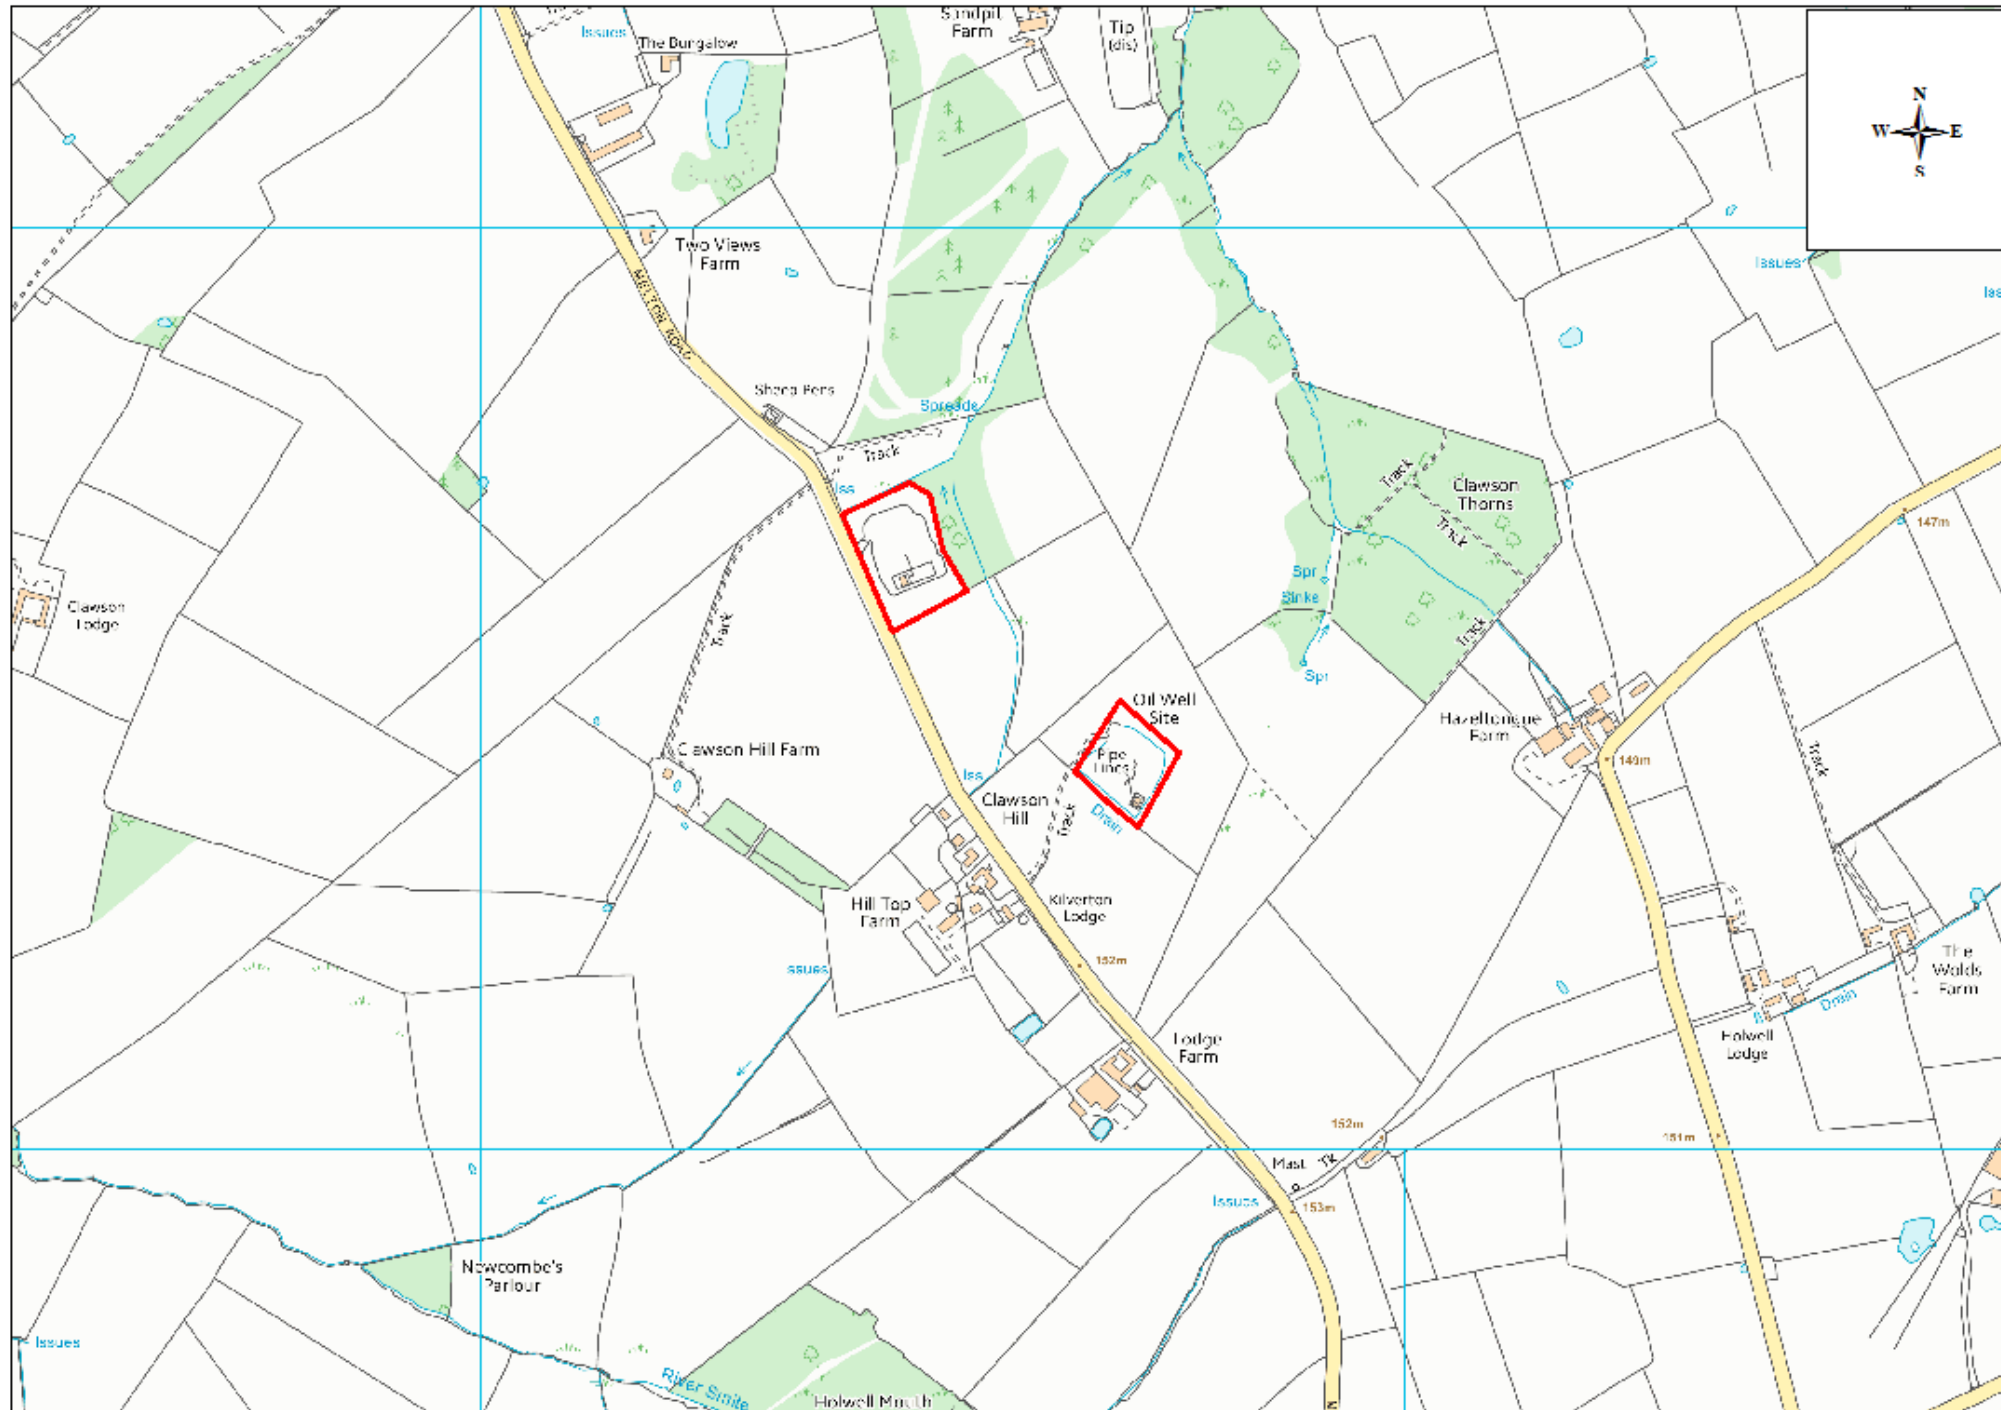 Issues
The Bungalow
Sandpit
Farm
Tip
(dis)
N
W
E
S
Two Views
Farm
MELTON ROAD
Issues
Sheep Pens
Spreads
Track
Iss
Track
Clawson
Thorns
Track
147m
Spr
Sinks
Track
Spr
Clawson
Lodge
Track
Oil Well
Site
Hazeltongue
Farm
Clawson Hill Farm
Pipe
Lines
149m
Track
Iss
Clawson
Hill
Track
Drain
Hill Top
Farm
Kilverton
Lodge
152m
ssues
The
Wolds
Farm
Drain
Holwell
Lodge
Lodge
Farm
152m
151m
Mast
Tk
Issues
153m
Newcombe's
Parlour
Issues
River Smite
Holwell Mouth